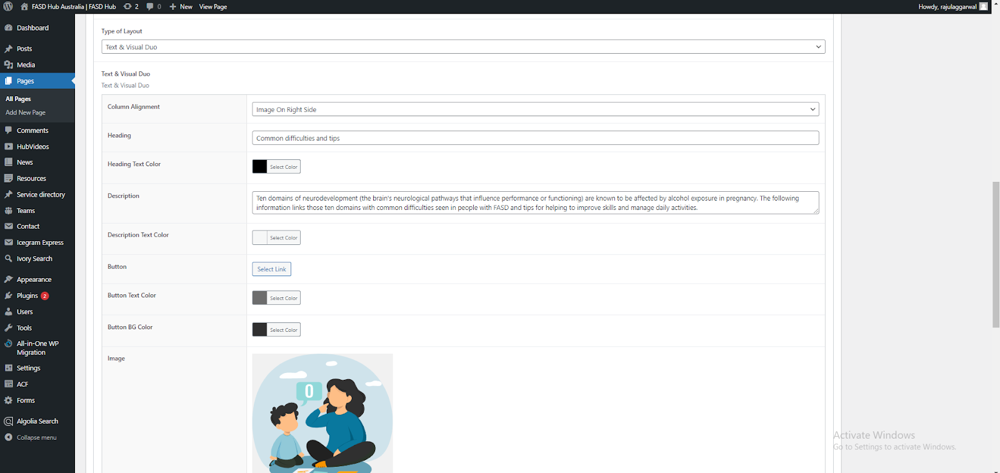 FASD Hub Australia | FASD Hub 2 0 New View Page Howdy, rajulaggarwal
Dashboard
Posts
Media
Pages
All Pages
Add New Page
Comments
HubVideos
News
Resources
Service directory
Teams
Contact
Icegram Express
Ivory Search
Appearance
Plugins 2
Users
Tools
All-in-One WP
Migration
Settings
ACF
Forms
Algolia Search
Collapse menu
Type of Layout
Text & Visual Duo
Text & Visual Duo
Text & Visual Duo
Column Alignment
Image On Right Side
Heading
Common difficulties and tips
Heading Text Color
Select Color
Description
Ten domains of neurodevelopment (the brain's neurological pathways that influence performance or functioning) are known to be affected by alcohol exposure in pregnancy. The following
information links those ten domains with common difficulties seen in people with FASD and tips for helping to improve skills and manage daily activities.
Description Text Color
Select Color
Button
Select Link
Button Text Color
Select Color
Button BG Color
Select Color
Image
0
Activate Windows
Go to Settings to activate Windows.